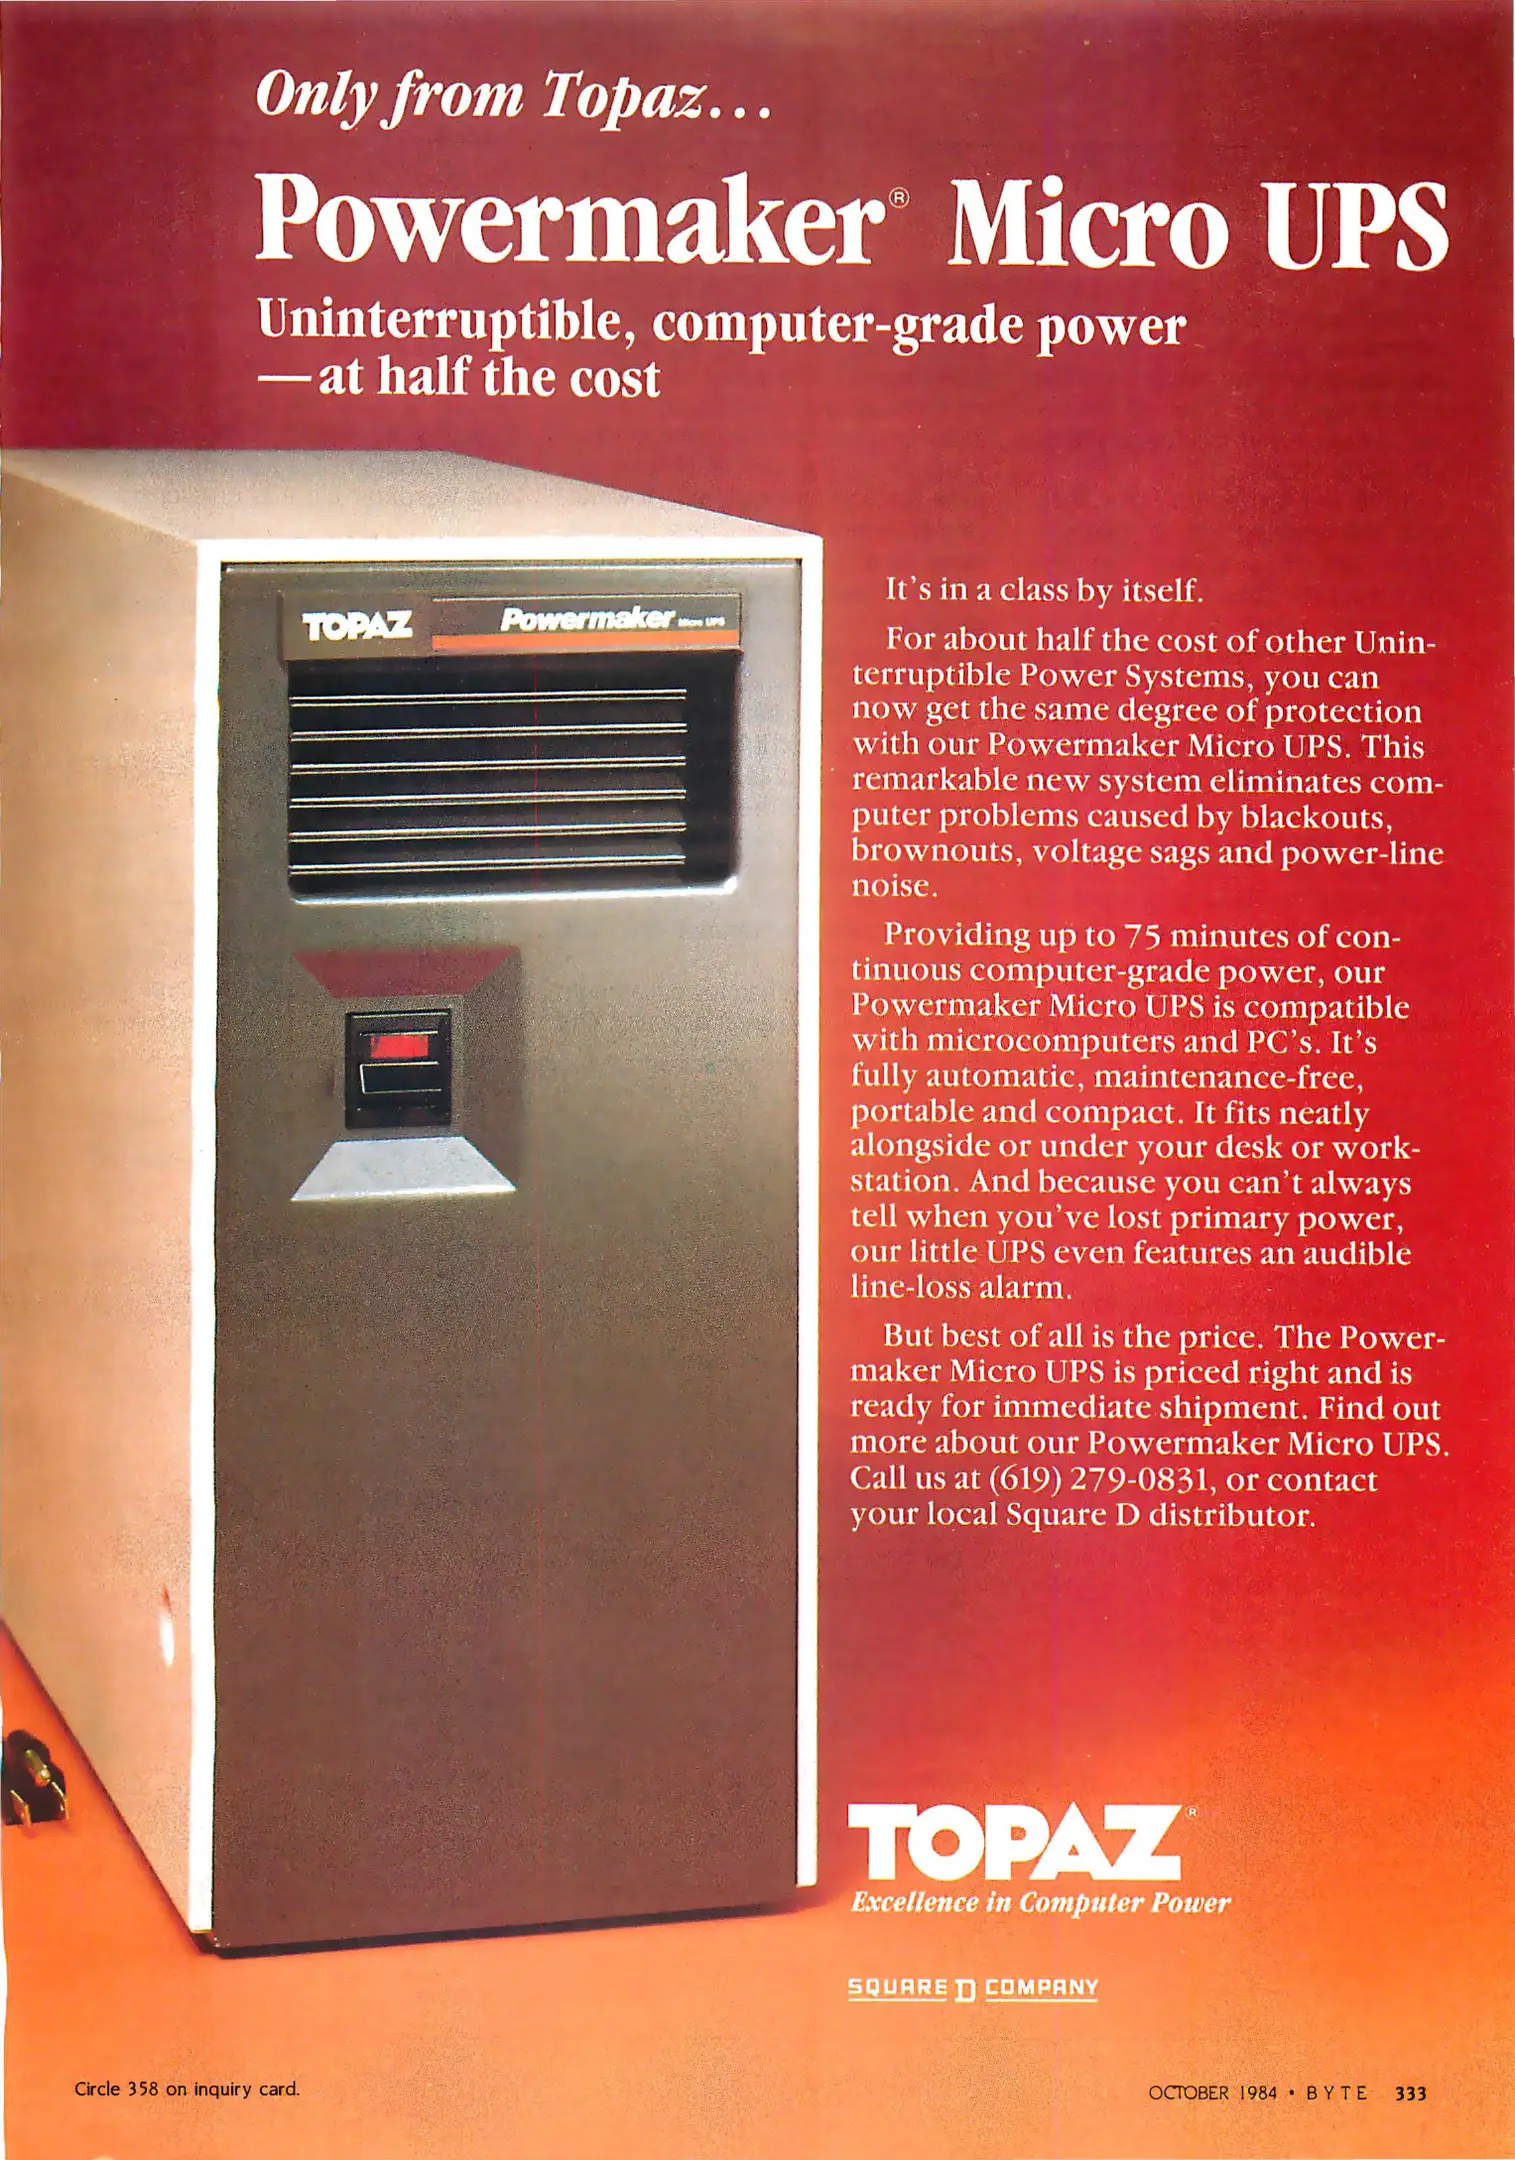 Only from Topaz...
Powermaker® Micro UPS
Uninterruptible, computer-grade power
—at half the cost
TOPAZ Powermaker Micro UPS
It's in a class by itself.
For about half the cost of other Unin-
terruptible Power Systems, you can
now get the same degree of protection
with our Powermaker Micro UPS. This
remarkable new system eliminates com-
puter problems caused by blackouts,
brownouts, voltage sags and power-line
noise.
Providing up to 75 minutes of con-
tinuous computer-grade power, our
Powermaker Micro UPS is compatible
with microcomputers and PC's. It's
fully automatic, maintenance-free,
portable and compact. It fits neatly
alongside or under your desk or work-
station. And because you can't always
tell when you've lost primary power,
our little UPS even features an audible
line-loss alarm.
But best of all is the price. The Power-
maker Micro UPS is priced right and is
ready for immediate shipment. Find out
more about our Powermaker Micro UPS.
Call us at (619) 279-0831, or contact
your local Square D distributor.
TOPAZ®
Excellence in Computer Power
SQUARE D COMPANY
Circle 358 on inquiry card.
OCTOBER 1984 • BYTE 333